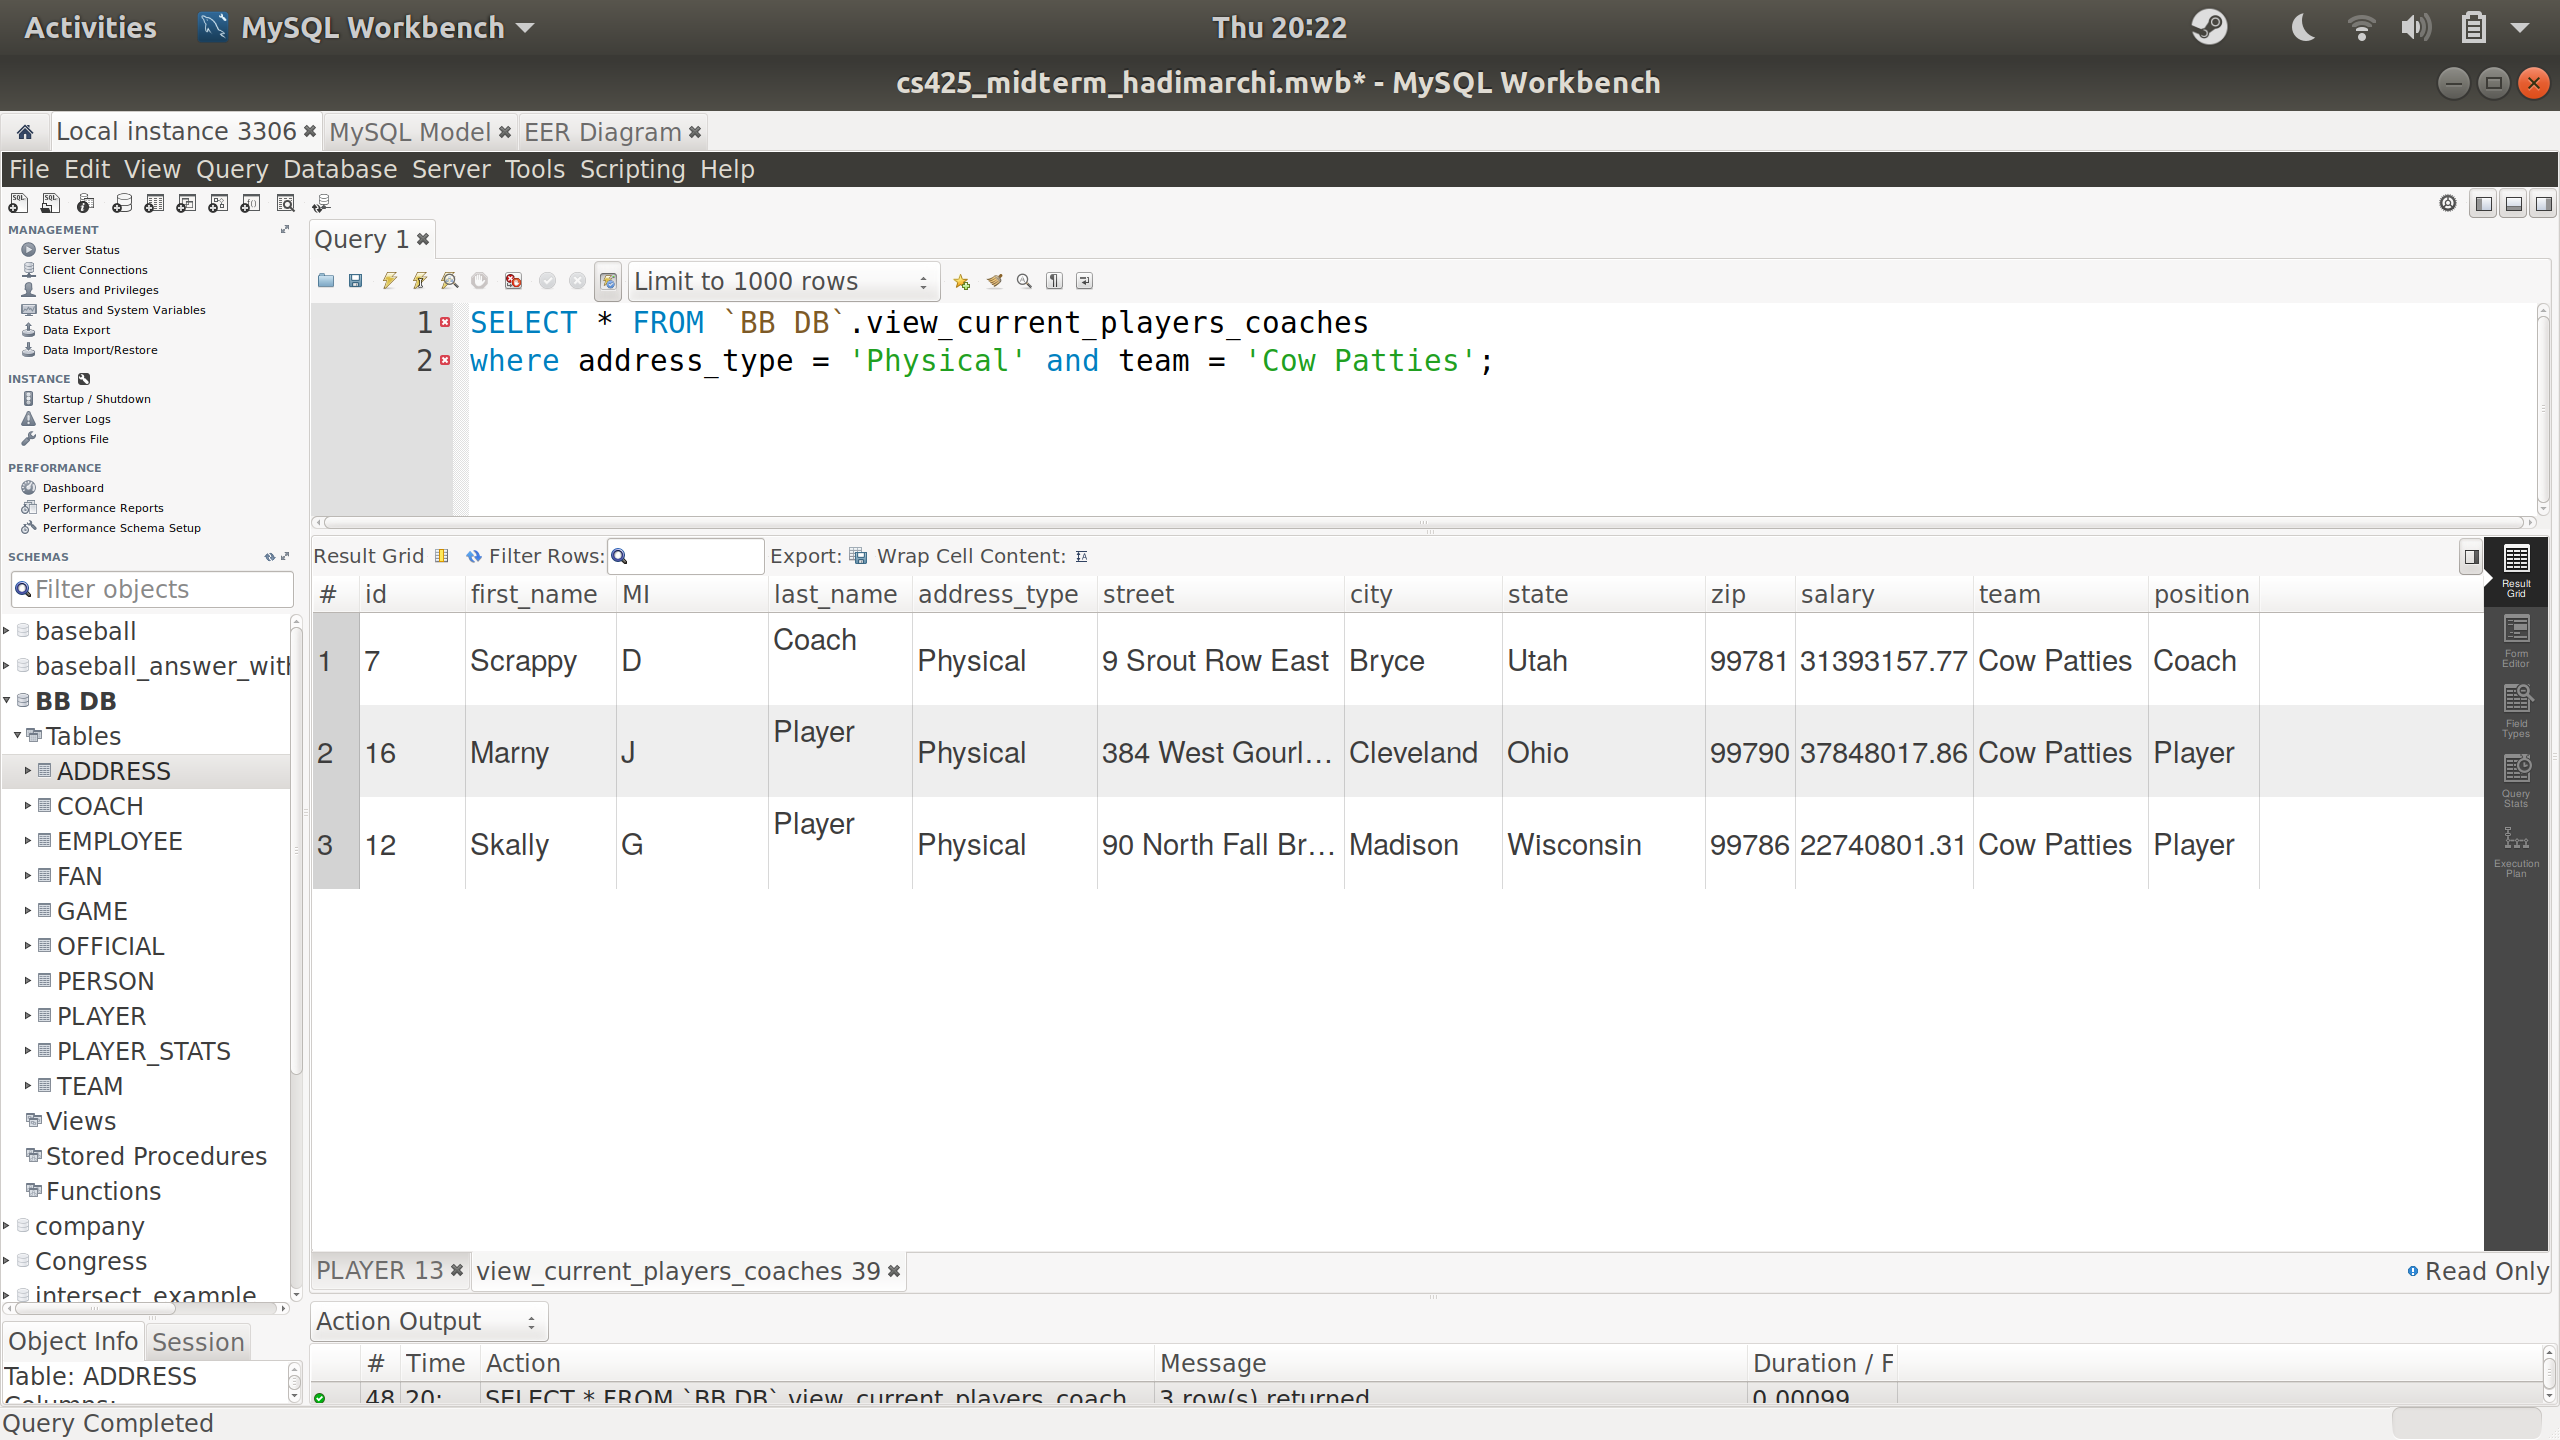 Activities MySQL Workbench Thu 20:22
cs425_midterm_hadimarchi.mwb* - MySQL Workbench
Local instance 3306 MySQL Model EER Diagram
File Edit View Query Database Server Tools Scripting Help
MANAGEMENT
Server Status
Client Connections
Users and Privileges
Status and System Variables
Data Export
Data Import/Restore
INSTANCE
Startup / Shutdown
Server Logs
Options File
PERFORMANCE
Dashboard
Performance Reports
Performance Schema Setup
SCHEMAS
Filter objects
baseball
baseball_answer_with
BB DB
Tables
ADDRESS
COACH
EMPLOYEE
FAN
GAME
OFFICIAL
PERSON
PLAYER
PLAYER_STATS
TEAM
Views
Stored Procedures
Functions
company
Congress
intersect_example
Object Info Session
Table: ADDRESS
Columns:
Query 1
Limit to 1000 rows
1 SELECT * FROM `BB DB`.view_current_players_coaches
2 where address_type = 'Physical' and team = 'Cow Patties';
Result Grid Filter Rows: Export: Wrap Cell Content:
# id first_name MI last_name address_type street city state zip salary team position
1 7 Scrappy D Coach Physical 9 Srout Row East Bryce Utah 99781 31393157.77 Cow Patties Coach
2 16 Marny J Player Physical 384 West Gourl... Cleveland Ohio 99790 37848017.86 Cow Patties Player
3 12 Skally G Player Physical 90 North Fall Br... Madison Wisconsin 99786 22740801.31 Cow Patties Player
Result
Grid
Form
Editor
Field
Types
Query
Stats
Execution
Plan
PLAYER 13 view_current_players_coaches 39 Read Only
Action Output
# Time Action Message Duration / F
48 20: SELECT * FROM `BB DB`.view_current_players_coach 3 row(s) returned 0.00099
Query Completed